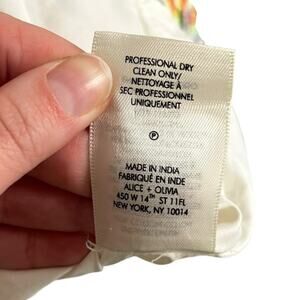 PROFESSIONAL DRY
CLEAN ONLY/
NETTOYAGE À
SEC PROFESSIONNEL
UNIQUEMENT
P
MADE IN INDIA
FABRIQUÉ EN INDE
ALICE + OLIVIA
450 W 14TH ST 11FL
NEW YORK, NY 10014